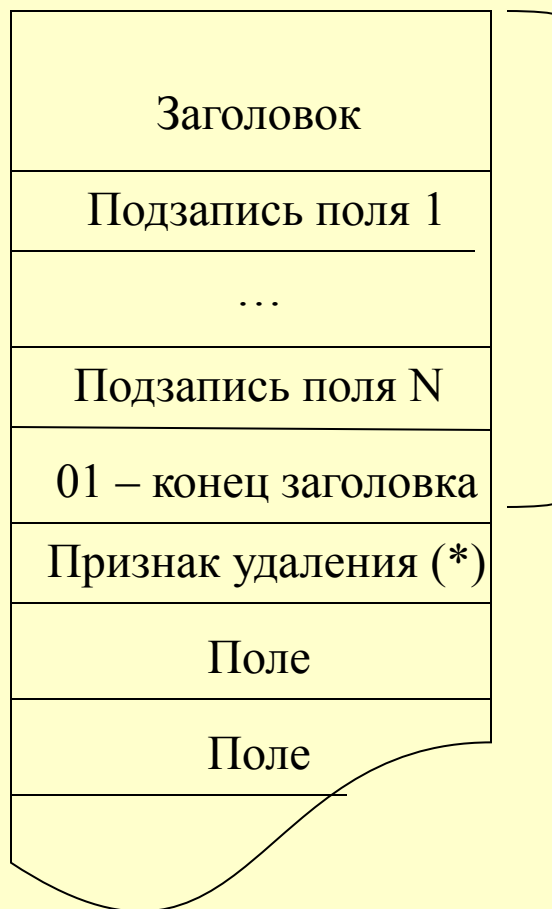 Заголовок
Подзапись поля 1
…
Подзапись поля N
01 – конец заголовка
Признак удаления (*)
Поле
Поле